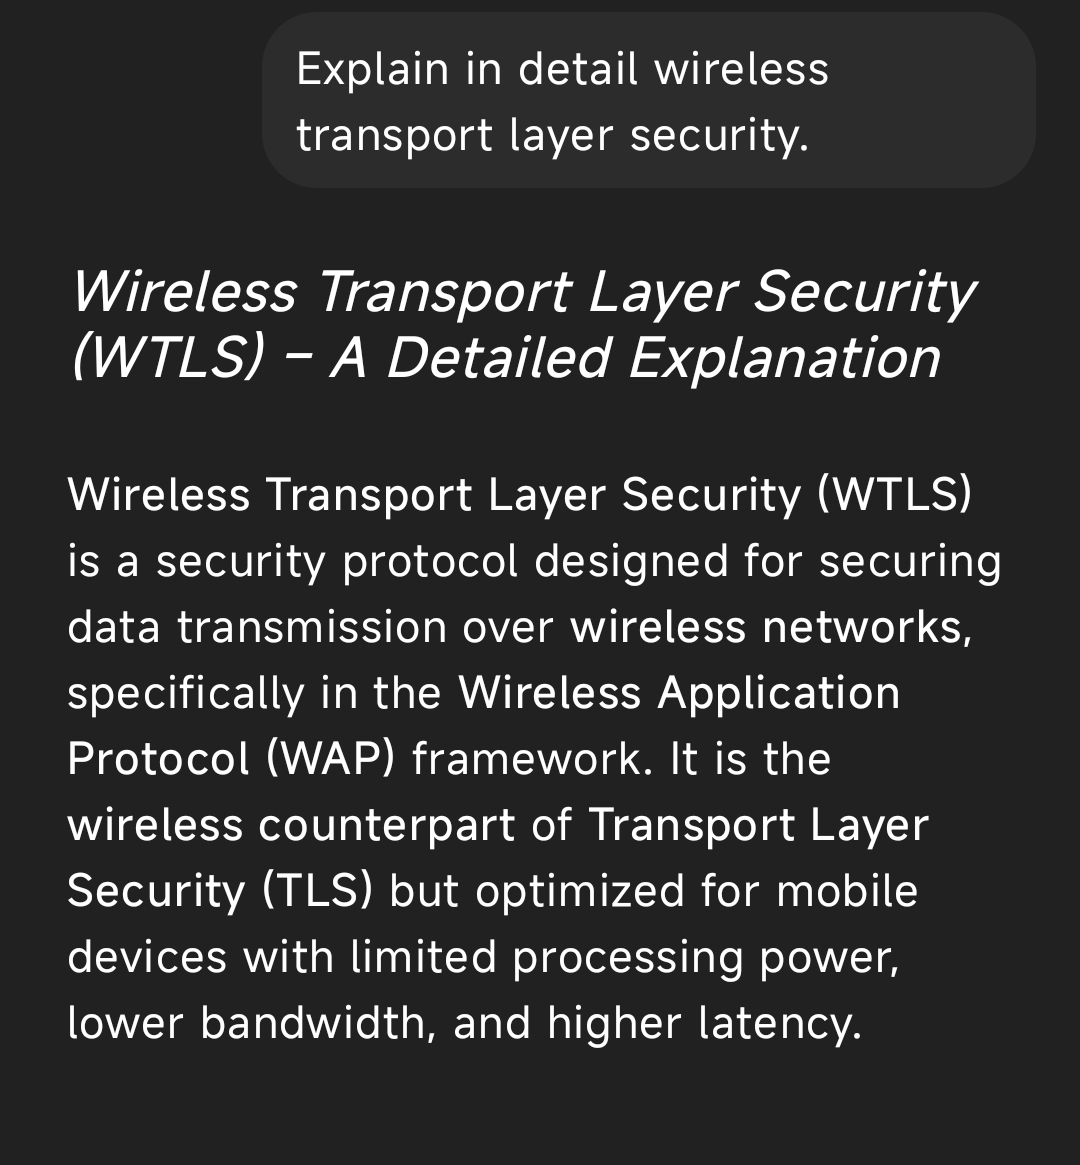 Explain in detail wireless
transport layer security.
Wireless Transport Layer Security
(WTLS) – A Detailed Explanation
Wireless Transport Layer Security (WTLS)
is a security protocol designed for securing
data transmission over wireless networks,
specifically in the Wireless Application
Protocol (WAP) framework. It is the
wireless counterpart of Transport Layer
Security (TLS) but optimized for mobile
devices with limited processing power,
lower bandwidth, and higher latency.